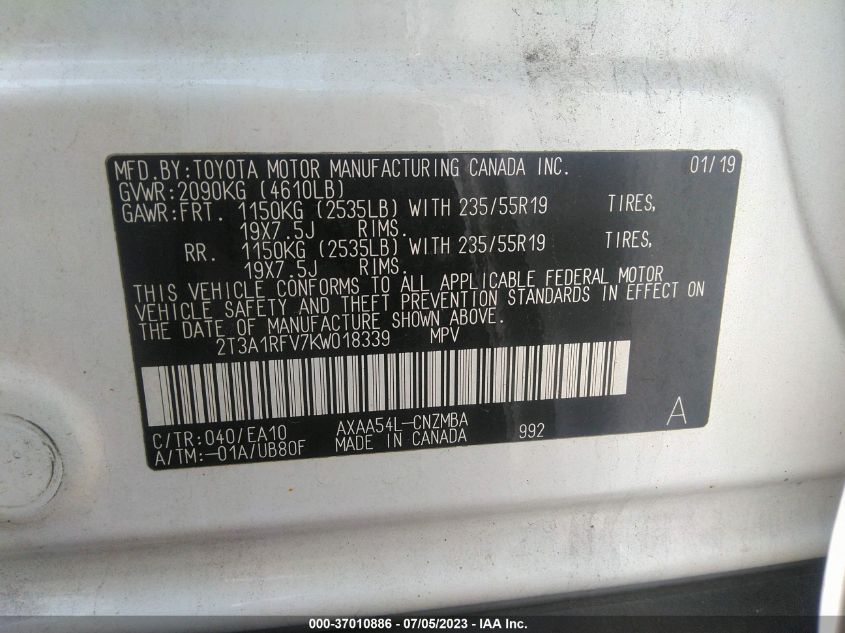 MFD.BY:TOYOTA MOTOR MANUFACTURING CANADA INC. 01/19
GVWR:2090KG (4610LB)
GAWR:FRT. 1150KG (2535LB) WITH 235/55R19 TIRES,
19X7.5J RIMS.
RR. 1150KG (2535LB) WITH 235/55R19 TIRES,
19X7.5J RIMS.
THIS VEHICLE CONFORMS TO ALL APPLICABLE FEDERAL MOTOR
VEHICLE SAFETY AND THEFT PREVENTION STANDARDS IN EFFECT ON
THE DATE OF MANUFACTURE SHOWN ABOVE.
2T3A1RFV7KW018339 MPV
C/TR:040/EA10 AXAA54L-CNZMBA A
A/TM:-01A/UB80F MADE IN CANADA 992
000-37010886 / 07/05/2023 - IAA Inc.